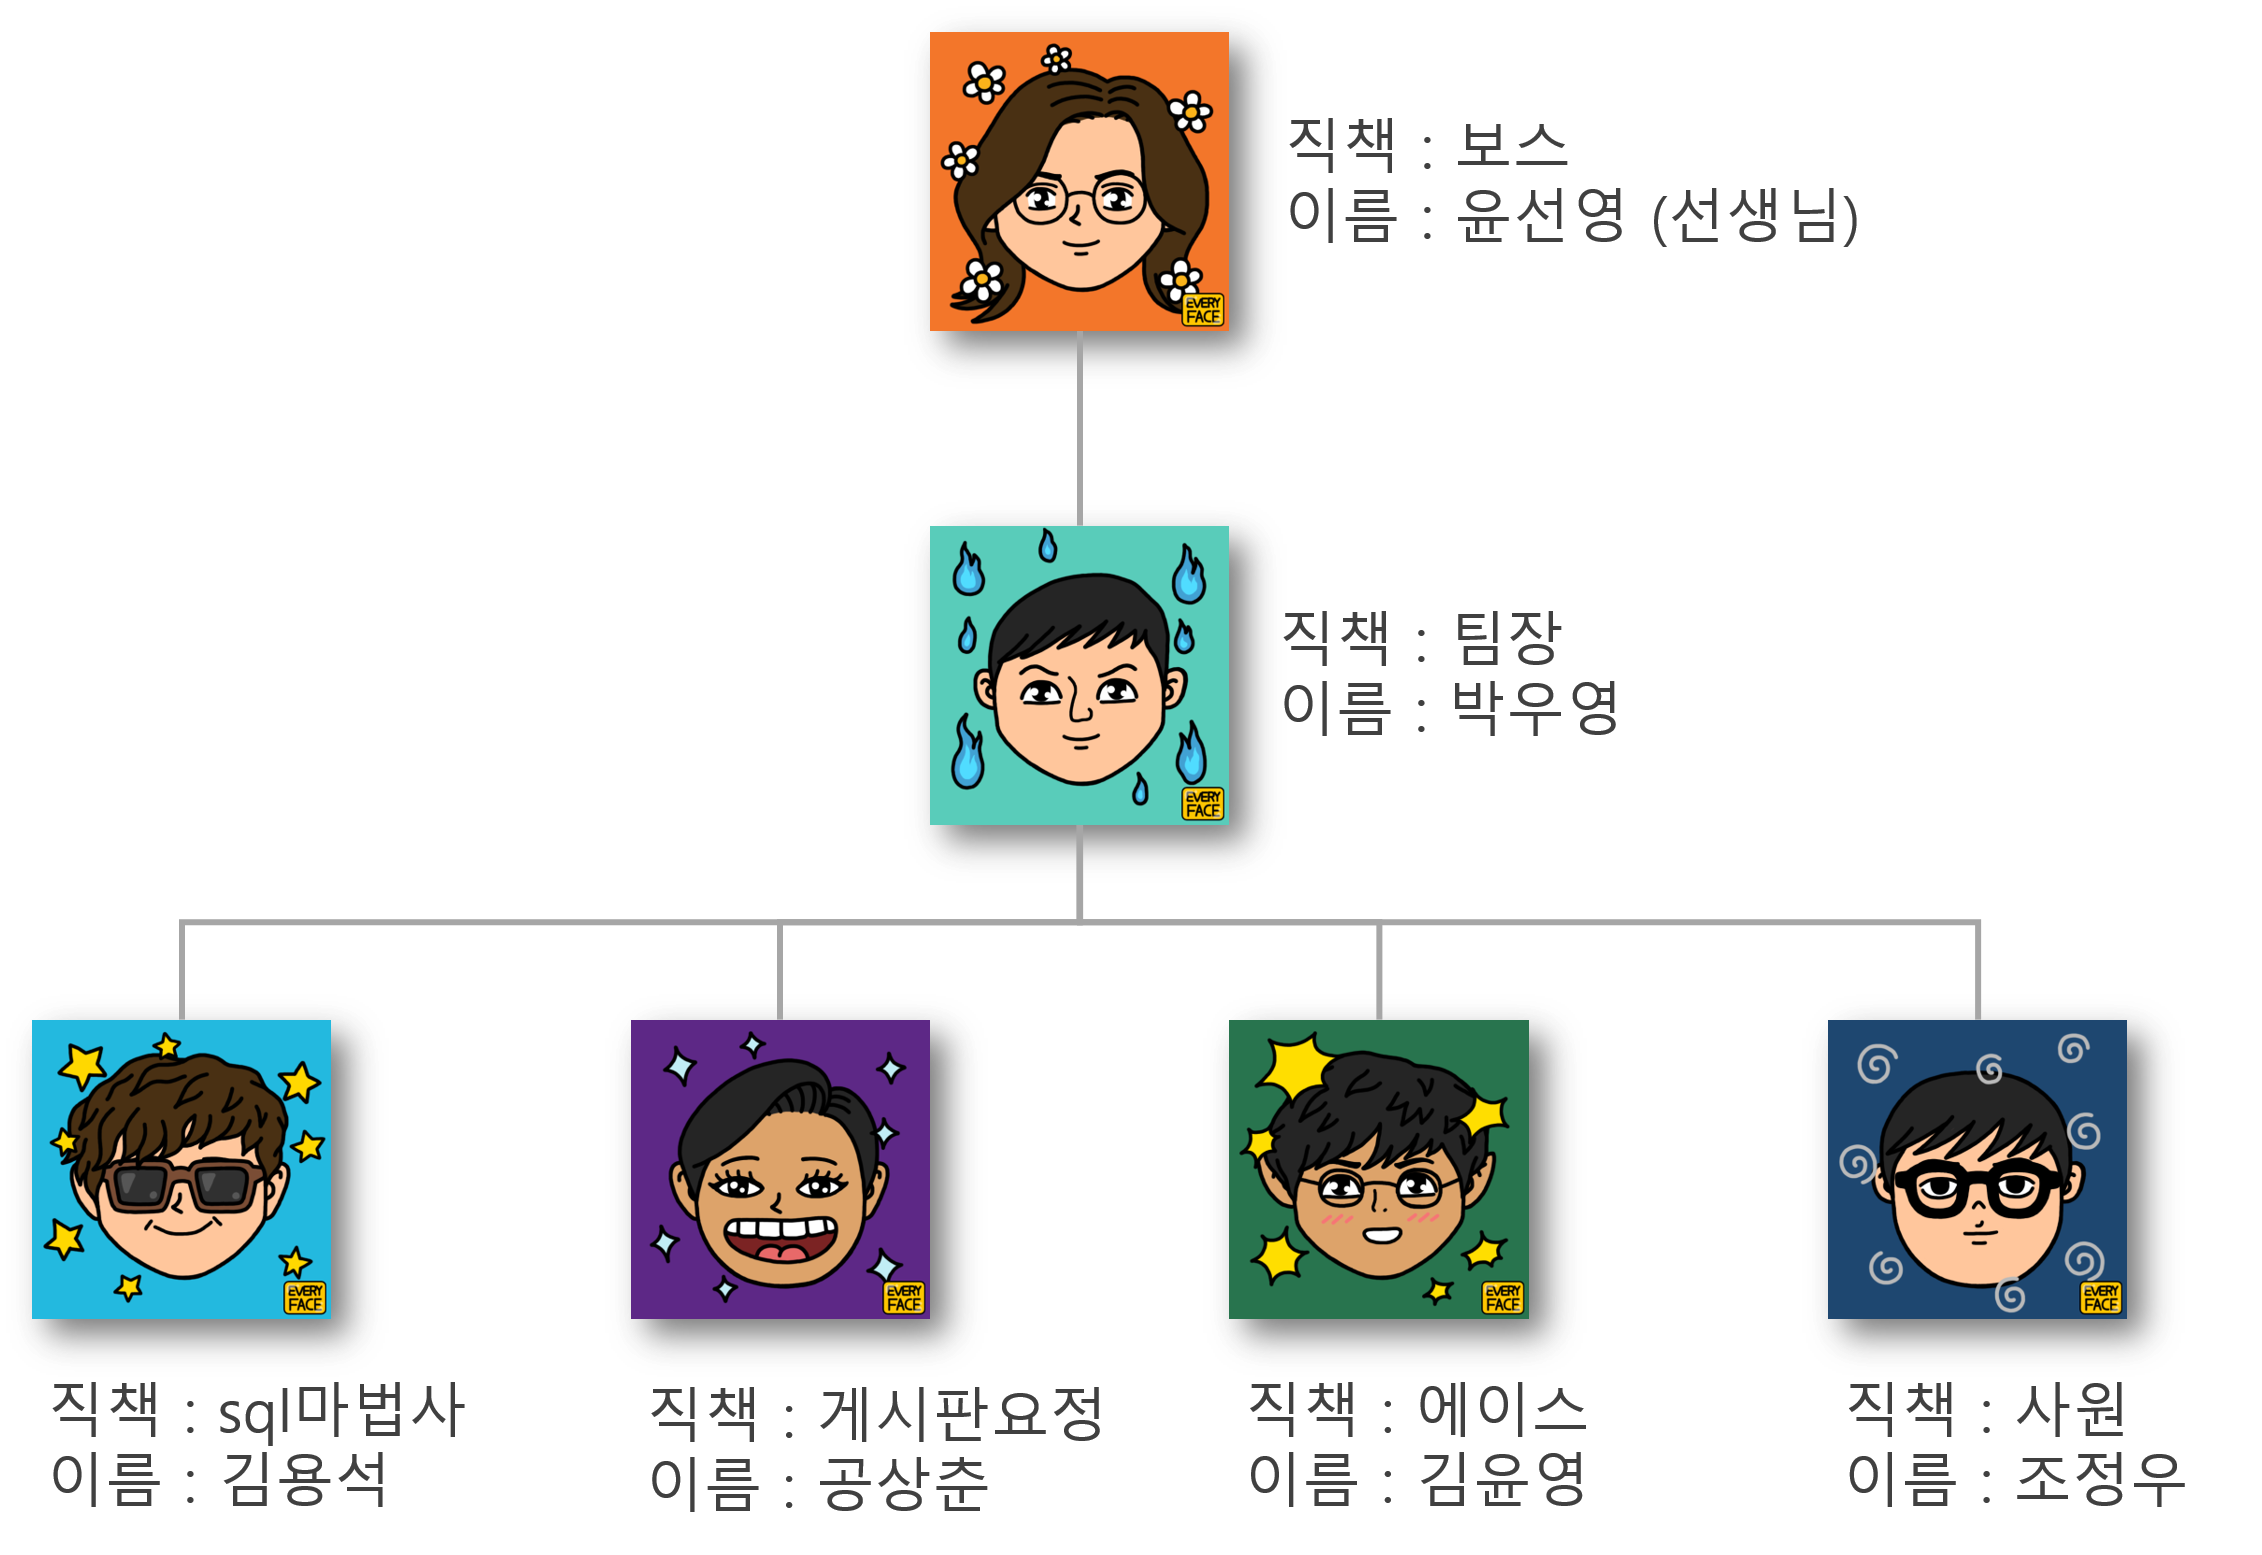 EVERY
FACE
직책 : 보스
이름 : 윤선영 (선생님)
EVERY
FACE
직책 : 팀장
이름 : 박우영
EVERY
FACE
직책 : sql마법사
이름 : 김용석
EVERY
FACE
직책 : 게시판요정
이름 : 공상춘
EVERY
FACE
직책 : 에이스
이름 : 김윤영
EVERY
FACE
직책 : 사원
이름 : 조정우